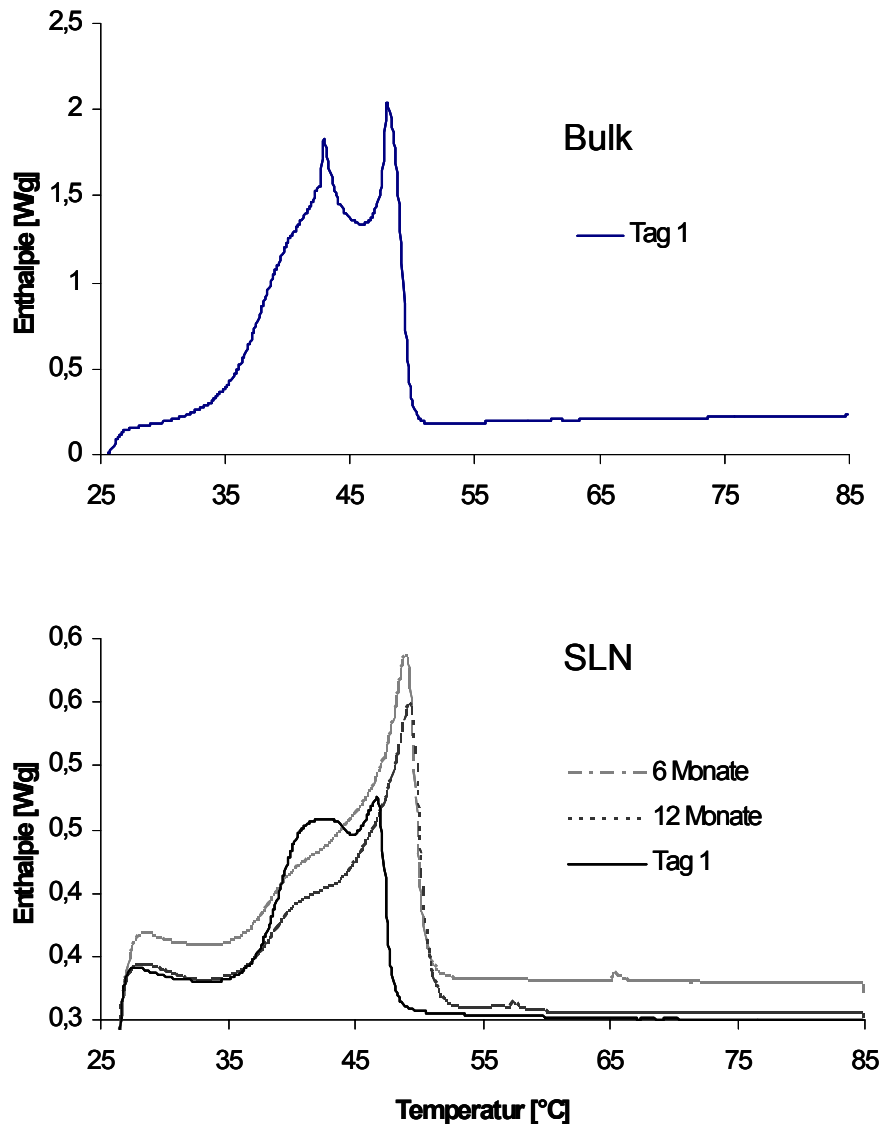 2,5
2
1,5
1
0,5
0
Enthalpie [W/g]
Bulk
Tag 1
25 35 45 55 65 75 85
0,6
0,6
0,5
0,5
0,4
0,4
0,3
Enthalpie [W/g]
SLN
6 Monate
12 Monate
Tag 1
25 35 45 55 65 75 85
Temperatur [°C]